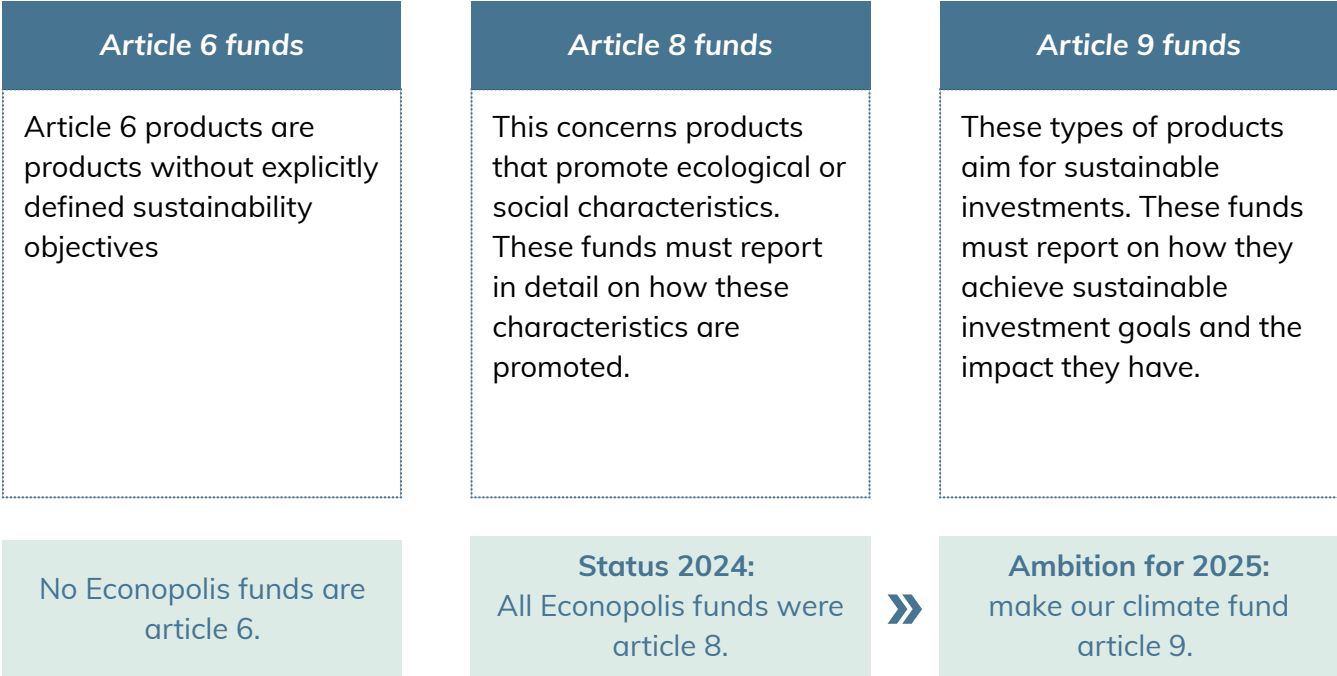 Article 6 funds
Article 6 products are
products without explicitly
defined sustainability
objectives
No Econopolis funds are
article 6.
Article 8 funds
This concerns products
that promote ecological or
social characteristics.
These funds must report
in detail on how these
characteristics are
promoted.
Status 2024:
All Econopolis funds were
article 8.
»
Article 9 funds
These types of products
aim for sustainable
investments. These funds
must report on how they
achieve sustainable
investment goals and the
impact they have.
Ambition for 2025:
make our climate fund
article 9.